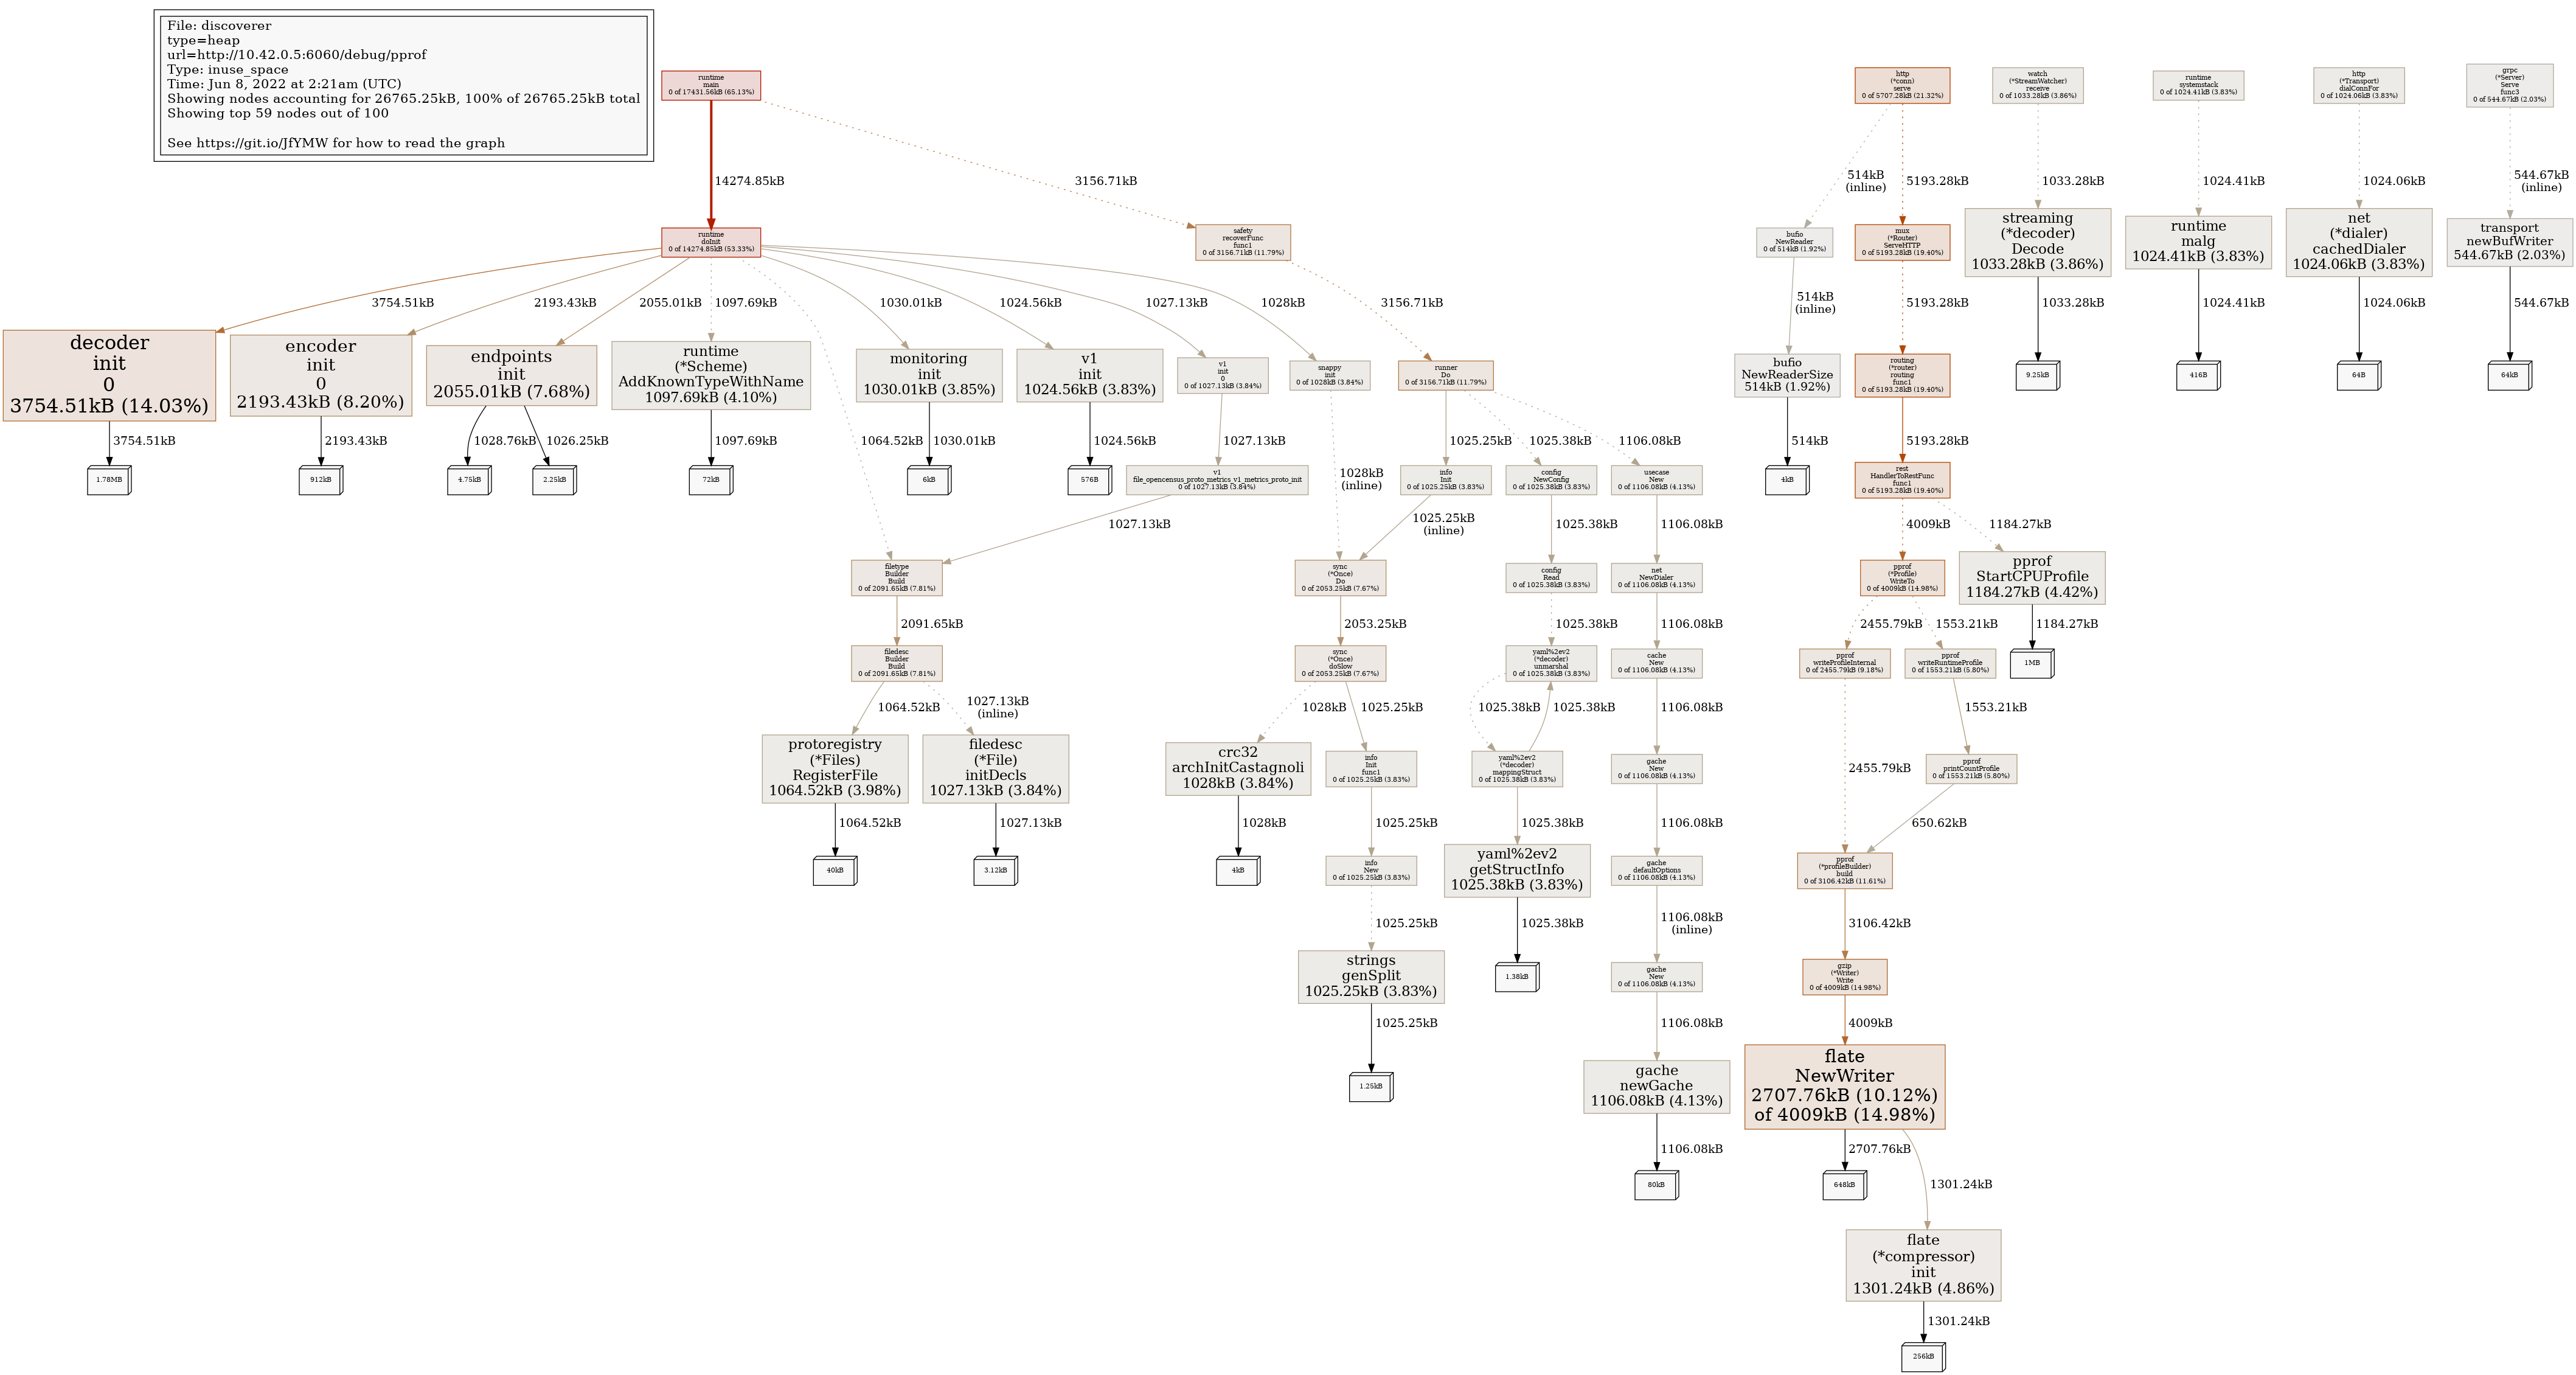 File: discoverer
type=heap
url=http://10.42.0.5:6060/debug/pprof
Type: inuse_space
Time: Jun 8, 2022 at 2:21am (UTC)
Showing nodes accounting for 26765.25kB, 100% of 26765.25kB total
Showing top 59 nodes out of 100
See https://git.io/JfYMW for how to read the graph
runtime
main
0 of 17431.56kB (65.13%)
http
(*conn)
serve
0 of 5707.28kB (21.32%)
watch
(*StreamWatcher)
receive
0 of 1033.28kB (3.86%)
runtime
systemstack
0 of 1024.41kB (3.83%)
http
(*Transport)
dialConnFor
0 of 1024.06kB (3.83%)
grpc
(*Server)
Serve
func3
0 of 544.67kB (2.03%)
14274.85kB
3156.71kB
514kB
(inline)
5193.28kB
1033.28kB
1024.41kB
1024.06kB
544.67kB
(inline)
runtime
doInit
0 of 14274.85kB (53.33%)
safety
recoverFunc
func1
0 of 3156.71kB (11.79%)
bufio
NewReader
0 of 514kB (1.92%)
mux
(*Router)
ServeHTTP
0 of 5193.28kB (19.40%)
streaming
(*decoder)
Decode
1033.28kB (3.86%)
runtime
malg
1024.41kB (3.83%)
net
(*dialer)
cachedDialer
1024.06kB (3.83%)
transport
newBufWriter
544.67kB (2.03%)
3754.51kB
2193.43kB
2055.01kB
1097.69kB
1030.01kB
1024.56kB
1027.13kB
1028kB
3156.71kB
514kB
(inline)
5193.28kB
1033.28kB
1024.41kB
1024.06kB
544.67kB
decoder
init
0
3754.51kB (14.03%)
encoder
init
0
2193.43kB (8.20%)
endpoints
init
2055.01kB (7.68%)
runtime
(*Scheme)
AddKnownTypeWithName
1097.69kB (4.10%)
monitoring
init
1030.01kB (3.85%)
v1
init
1024.56kB (3.83%)
v1
init
0
0 of 1027.13kB (3.84%)
snappy
init
0 of 1028kB (3.84%)
runner
Do
0 of 3156.71kB (11.79%)
bufio
NewReaderSize
514kB (1.92%)
routing
(*router)
routing
func1
0 of 5193.28kB (19.40%)
9.25kB
416B
64B
64kB
3754.51kB
2193.43kB
1028.76kB
1026.25kB
1097.69kB
1064.52kB
1030.01kB
1024.56kB
1027.13kB
1028kB
(inline)
1025.25kB
1025.38kB
1106.08kB
514kB
5193.28kB
1.78MB
912kB
4.75kB
2.25kB
72kB
6kB
576B
v1
file_opencensus_proto_metrics_v1_metrics_proto_init
0 of 1027.13kB (3.84%)
info
Init
0 of 1025.25kB (3.83%)
config
NewConfig
0 of 1025.38kB (3.83%)
usecase
New
0 of 1106.08kB (4.13%)
4kB
rest
HandlerToRestFunc
func1
0 of 5193.28kB (19.40%)
1027.13kB
1025.25kB
(inline)
1025.38kB
1106.08kB
4009kB
1184.27kB
filetype
Builder
Build
0 of 2091.65kB (7.81%)
sync
(*Once)
Do
0 of 2053.25kB (7.67%)
config
Read
0 of 1025.38kB (3.83%)
net
NewDialer
0 of 1106.08kB (4.13%)
pprof
(*Profile)
WriteTo
0 of 4009kB (14.98%)
pprof
StartCPUProfile
1184.27kB (4.42%)
2091.65kB
2053.25kB
1025.38kB
1106.08kB
2455.79kB
1553.21kB
1184.27kB
filedesc
Builder
Build
0 of 2091.65kB (7.81%)
sync
(*Once)
doSlow
0 of 2053.25kB (7.67%)
yaml%2ev2
(*decoder)
unmarshal
0 of 1025.38kB (3.83%)
cache
New
0 of 1106.08kB (4.13%)
pprof
writeProfileInternal
0 of 2455.79kB (9.18%)
pprof
writeRuntimeProfile
0 of 1553.21kB (5.80%)
1MB
1064.52kB
1027.13kB
(inline)
1028kB
1025.25kB
1025.38kB
1025.38kB
1106.08kB
1553.21kB
protoregistry
(*Files)
RegisterFile
1064.52kB (3.98%)
filedesc
(*File)
initDecls
1027.13kB (3.84%)
crc32
archInitCastagnoli
1028kB (3.84%)
info
Init
func1
0 of 1025.25kB (3.83%)
yaml%2ev2
(*decoder)
mappingStruct
0 of 1025.38kB (3.83%)
gache
New
0 of 1106.08kB (4.13%)
2455.79kB
pprof
printCountProfile
0 of 1553.21kB (5.80%)
1064.52kB
1027.13kB
1028kB
1025.25kB
1025.38kB
1106.08kB
650.62kB
40kB
3.12kB
4kB
info
New
0 of 1025.25kB (3.83%)
yaml%2ev2
getStructInfo
1025.38kB (3.83%)
gache
defaultOptions
0 of 1106.08kB (4.13%)
pprof
(*profileBuilder)
build
0 of 3106.42kB (11.61%)
1025.25kB
1025.38kB
1106.08kB
(inline)
3106.42kB
strings
genSplit
1025.25kB (3.83%)
1.38kB
gache
New
0 of 1106.08kB (4.13%)
gzip
(*Writer)
Write
0 of 4009kB (14.98%)
1025.25kB
1106.08kB
4009kB
1.25kB
gache
newGache
1106.08kB (4.13%)
flate
NewWriter
2707.76kB (10.12%)
of 4009kB (14.98%)
1106.08kB
2707.76kB
1301.24kB
80kB
648kB
flate
(*compressor)
init
1301.24kB (4.86%)
1301.24kB
256kB